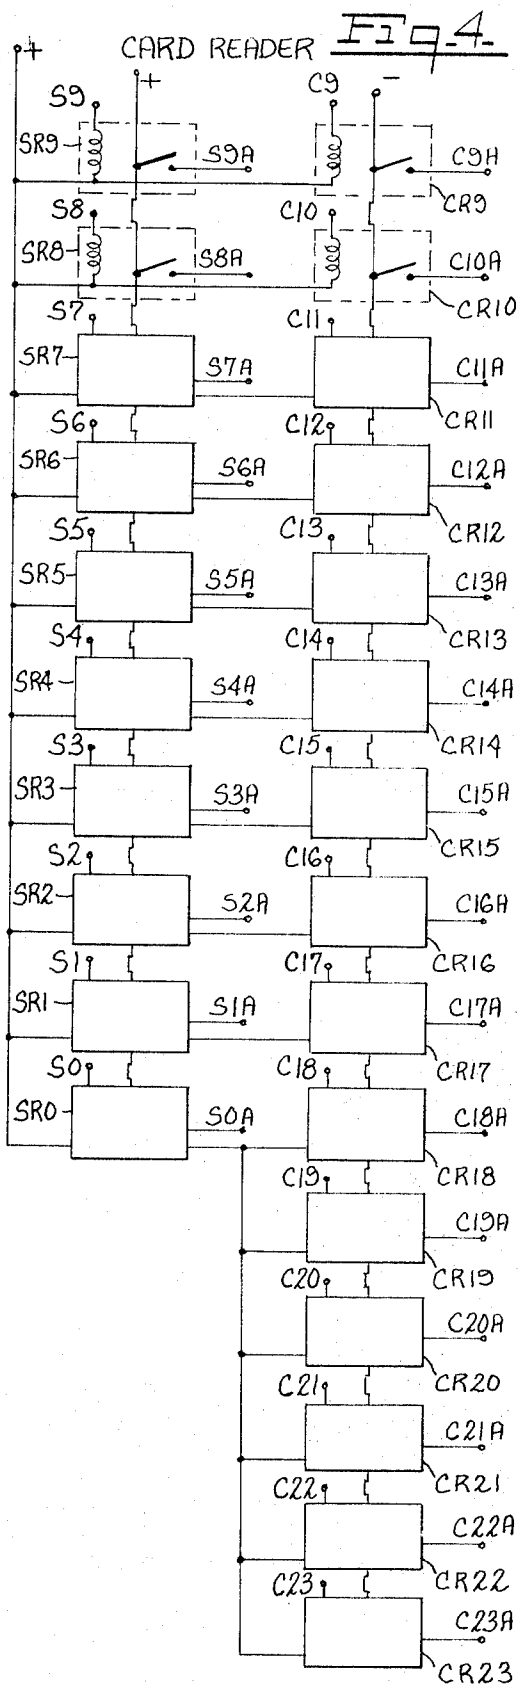 Fig. 4.
+ CARD READER
+ −
S9 C9
SR9 S9A C9A
CR9
S8 C10
SR8 S8A C10A
CR10
S7 C11
SR7 S7A C11A
CR11
S6 C12
SR6 S6A C12A
CR12
S5 C13
SR5 S5A C13A
CR13
S4 C14
SR4 S4A C14A
CR14
S3 C15
SR3 S3A C15A
CR15
S2 C16
SR2 S2A C16A
CR16
S1 C17
SR1 S1A C17A
CR17
S0 C18
SR0 S0A C18A
CR18
C19
C19A
CR19
C20
C20A
CR20
C21
C21A
CR21
C22
C22A
CR22
C23
C23A
CR23